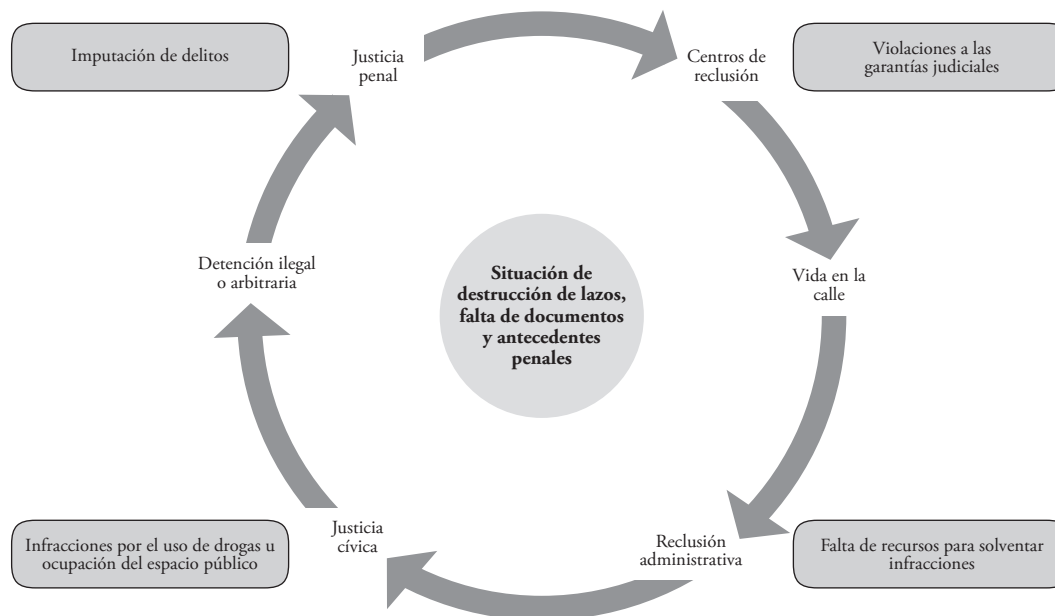 Imputación de delitos
Justicia
penal
Centros de
reclusión
Violaciones a las
garantías judiciales
Detención ilegal
o arbitraria
Situación de
destrucción de lazos,
falta de documentos
y antecedentes
penales
Vida en la
calle
Infracciones por el uso de drogas u
ocupación del espacio público
Justicia
cívica
Reclusión
administrativa
Falta de recursos para solventar
infracciones